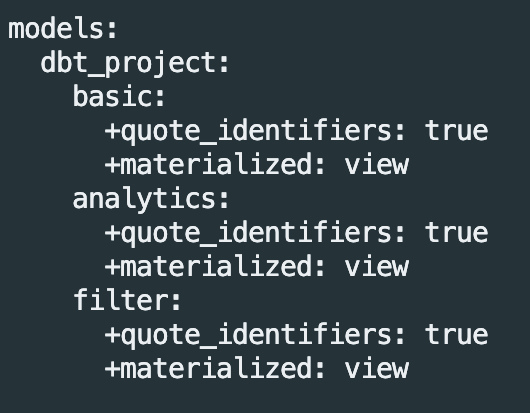 models:
  dbt_project:
    basic:
      +quote_identifiers: true
      +materialized: view
    analytics:
      +quote_identifiers: true
      +materialized: view
    filter:
      +quote_identifiers: true
      +materialized: view